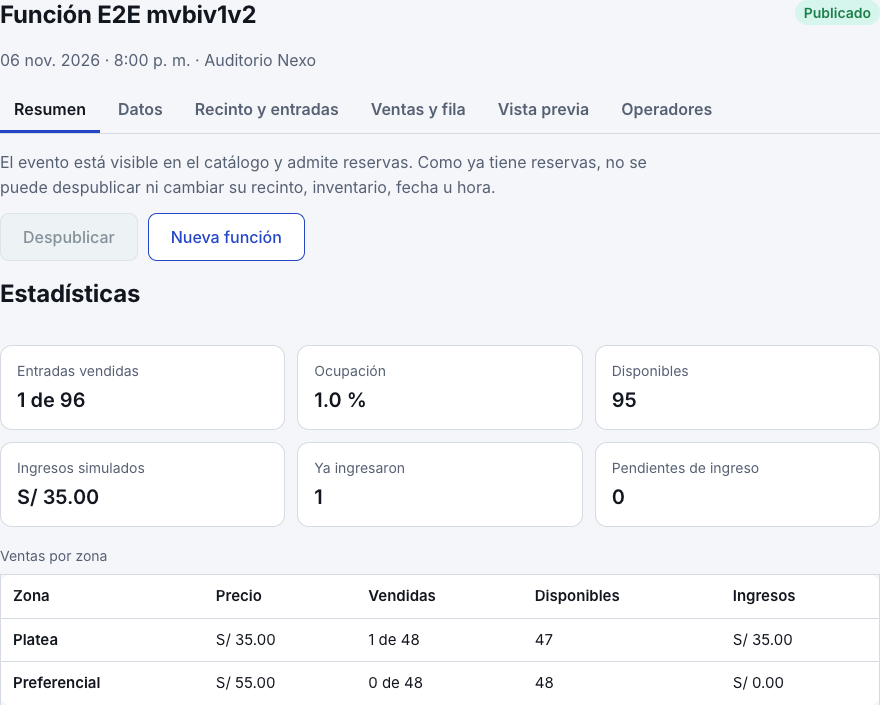 Función E2E mvbiv1v2
Publicado
06 nov. 2026 · 8:00 p. m. · Auditorio Nexo
Resumen Datos Recinto y entradas Ventas y fila Vista previa Operadores
El evento está visible en el catálogo y admite reservas. Como ya tiene reservas, no se
puede despublicar ni cambiar su recinto, inventario, fecha u hora.
Despublicar Nueva función
Estadísticas
Entradas vendidas Ocupación Disponibles
1 de 96 1.0 % 95
Ingresos simulados Ya ingresaron Pendientes de ingreso
S/ 35.00 1 0
Ventas por zona
Zona Precio Vendidas Disponibles Ingresos
Platea S/ 35.00 1 de 48 47 S/ 35.00
Preferencial S/ 55.00 0 de 48 48 S/ 0.00